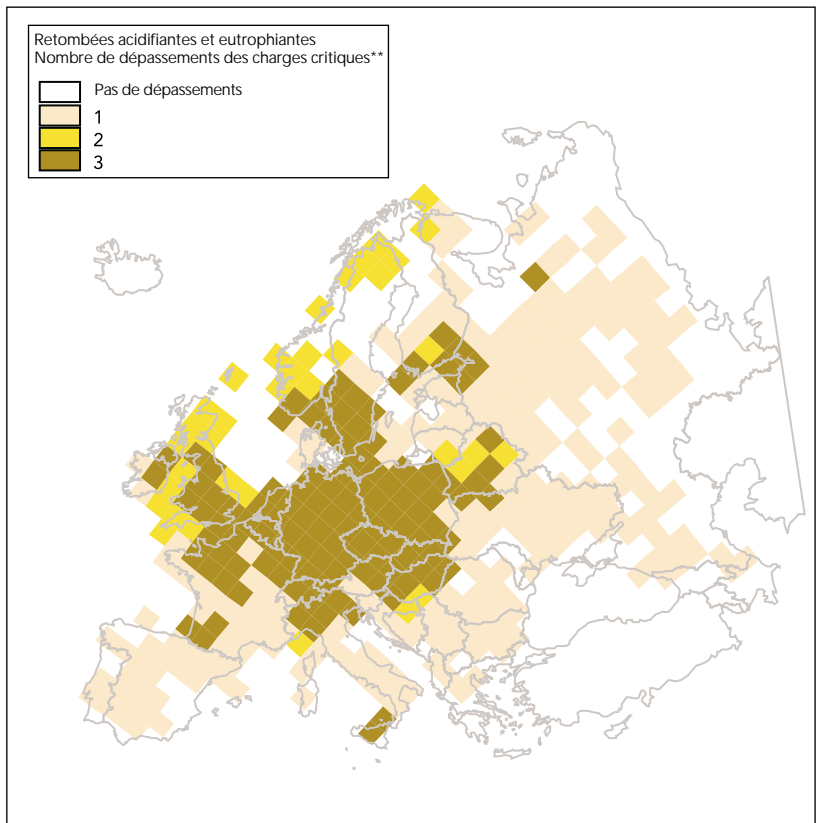 Retombées acidifiantes et eutrophiantes
Nombre de dépassements des charges critiques**
Pas de dépassements
1
2
3